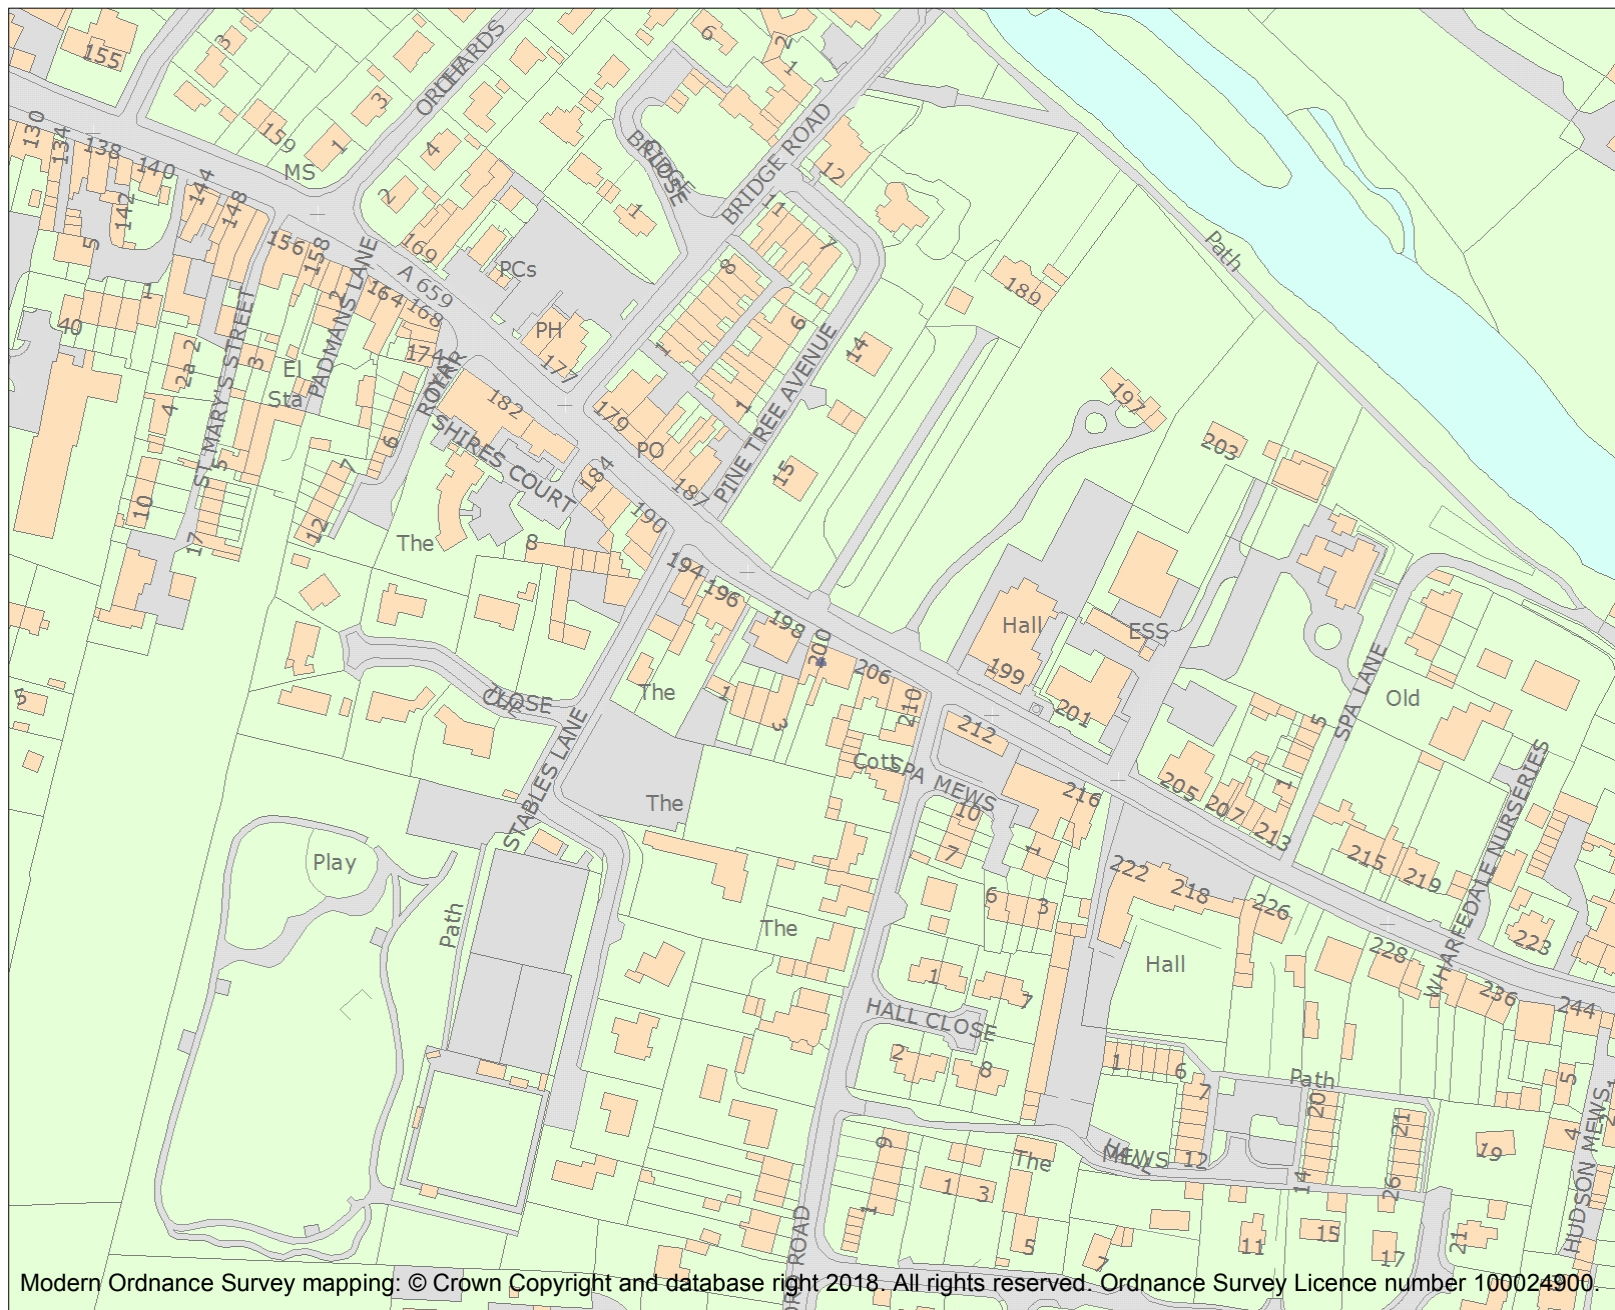 155
3
ORCHARDS
THE
6
2
1
130
134
138
140
142
144
148
159
1
3
MS
4
2
BRIDGE
CLOSE
BRIDGE ROAD
12
11
7
1
5
156
158
PADMANS LANE
2
164
168
A 659
169
PCs
PH
177
8
1
6
1
PINE TREE AVENUE
14
15
189
Path
197
203
40
1
2
2a
4
10
3
5
17
ST MARY'S STREET
El
Sta
174
ROYAL
6
7
12
182
SHIRES COURT
179
PO
184
187
190
The
8
194
196
198
200
206
210
212
Hall
199
ESS
201
205
207
213
1
5
SPA LANE
Old
5
CLOSE
The
STABLES LANE
1
3
The
Cott
SPA MEWS
10
7
1
6
3
216
222
218
226
215
219
WHARFEDALE NURSERIES
223
228
236
244
Play
Path
The
Hall
1
7
HALL CLOSE
2
8
1
6
7
12
Path
20
14
21
26
19
5
4
HUDSON MEWS
9
1
1
3
The
HALL
MEWS
5
7
11
15
17
21
ROAD
Modern Ordnance Survey mapping: © Crown Copyright and database right 2018. All rights reserved. Ordnance Survey Licence number 100024900.